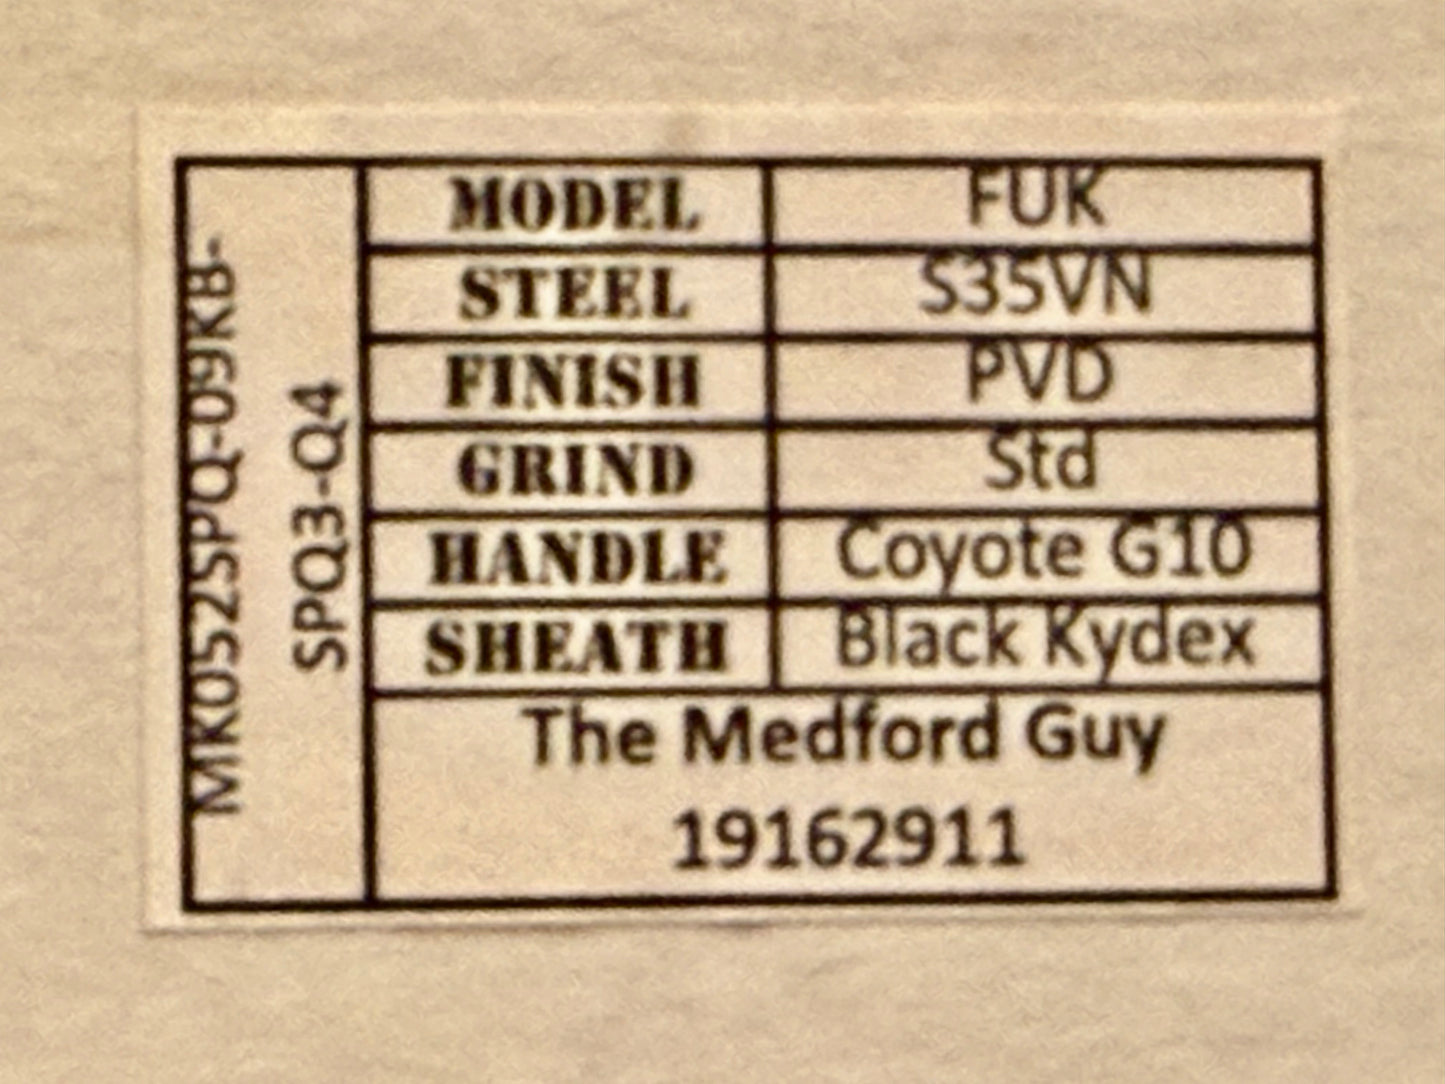 MK052SPQ-09KB-
SPQ3-Q4
MODEL FUK
STEEL S35VN
FINISH PVD
GRIND Std
HANDLE Coyote G10
SHEATH Black Kydex
The Medford Guy
19162911